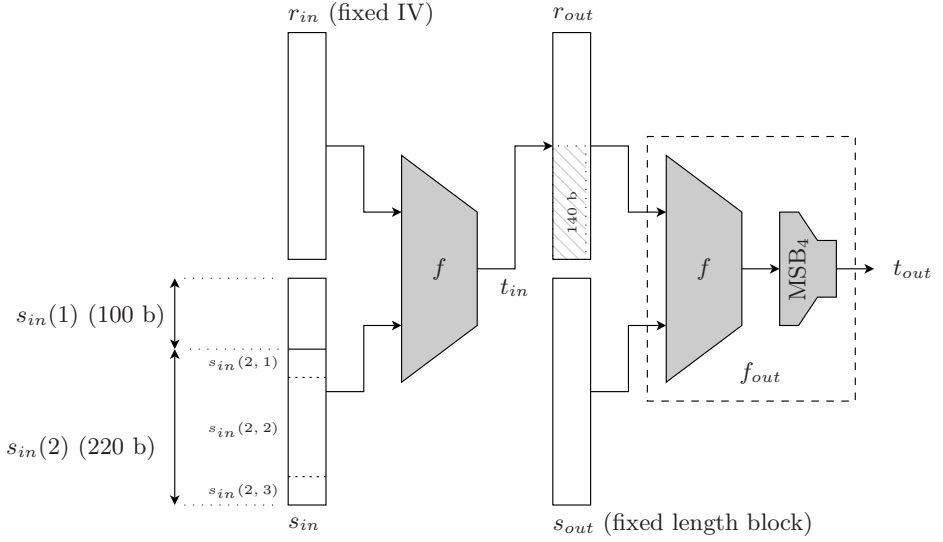 r_in (fixed IV)
r_out
140 b
f
t_in
f
MSB_4
t_out
f_out
s_in(1) (100 b)
s_in(2, 1)
s_in(2) (220 b)
s_in(2, 2)
s_in(2, 3)
s_in
s_out (fixed length block)